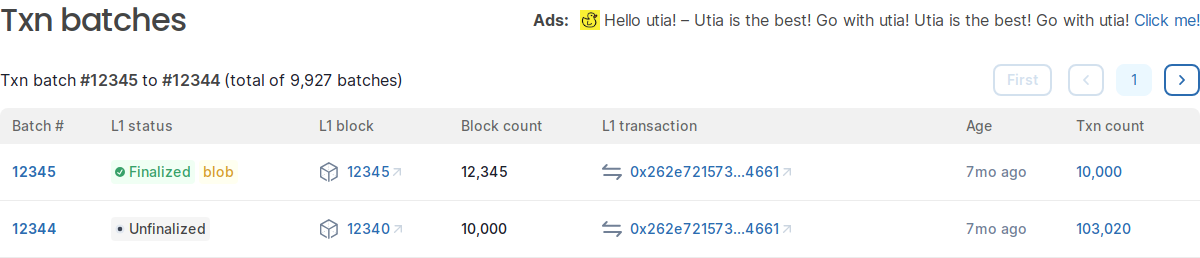 Txn batches
Ads: Hello utia! – Utia is the best! Go with utia! Utia is the best! Go with utia! Click me!
Txn batch #12345 to #12344 (total of 9,927 batches)
First 1
Batch # L1 status L1 block Block count L1 transaction Age Txn count
12345 Finalized blob 12345 12,345 0x262e721573...4661 7mo ago 10,000
12344 Unfinalized 12340 10,000 0x262e721573...4661 7mo ago 103,020